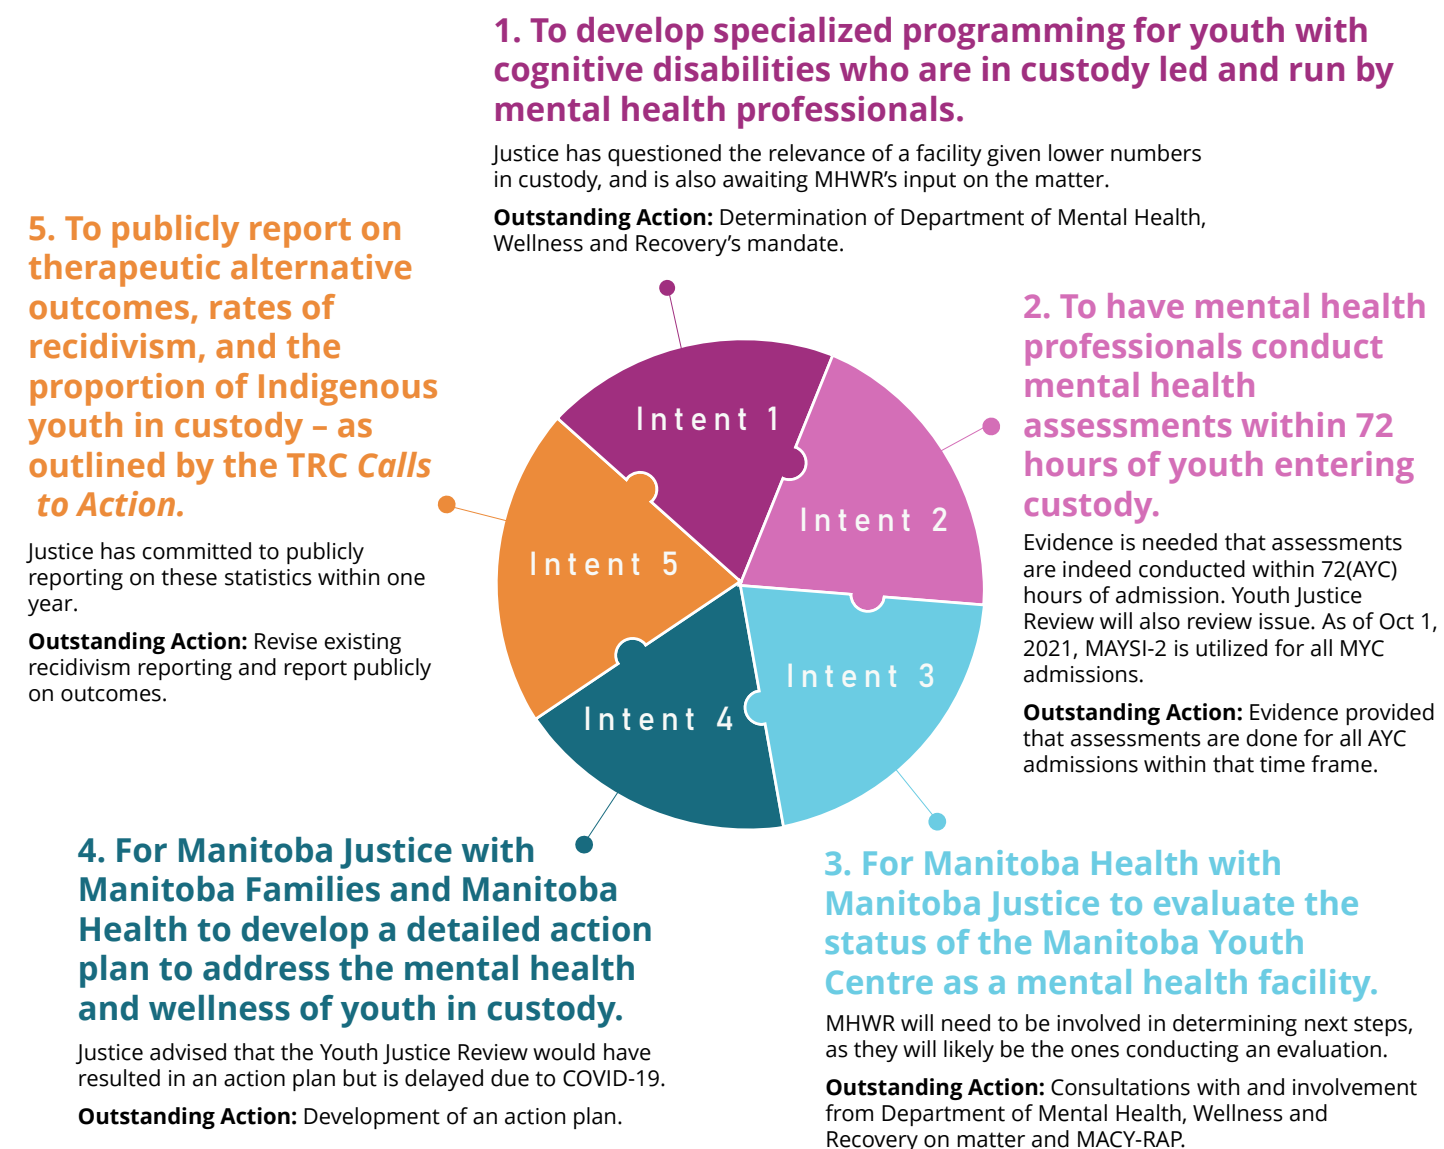 1. To develop specialized programming for youth with
cognitive disabilities who are in custody led and run by
mental health professionals.
Justice has questioned the relevance of a facility given lower numbers
in custody, and is also awaiting MHWR’s input on the matter.
Outstanding Action: Determination of Department of Mental Health,
Wellness and Recovery’s mandate.
5. To publicly report on
therapeutic alternative
outcomes, rates of
recidivism, and the
proportion of Indigenous
youth in custody – as
outlined by the TRC Calls
to Action.
Justice has committed to publicly
reporting on these statistics within one
year.
Outstanding Action: Revise existing
recidivism reporting and report publicly
on outcomes.
2. To have mental health
professionals conduct
mental health
assessments within 72
hours of youth entering
custody.
Evidence is needed that assessments
are indeed conducted within 72(AYC)
hours of admission. Youth Justice
Review will also review issue. As of Oct 1,
2021, MAYSI-2 is utilized for all MYC
admissions.
Outstanding Action: Evidence provided
that assessments are done for all AYC
admissions within that time frame.
Intent 1
Intent 2
Intent 5
Intent 3
Intent 4
4. For Manitoba Justice with
Manitoba Families and Manitoba
Health to develop a detailed action
plan to address the mental health
and wellness of youth in custody.
Justice advised that the Youth Justice Review would have
resulted in an action plan but is delayed due to COVID-19.
Outstanding Action: Development of an action plan.
3. For Manitoba Health with
Manitoba Justice to evaluate the
status of the Manitoba Youth
Centre as a mental health facility.
MHWR will need to be involved in determining next steps,
as they will likely be the ones conducting an evaluation.
Outstanding Action: Consultations with and involvement
from Department of Mental Health, Wellness and
Recovery on matter and MACY-RAP.